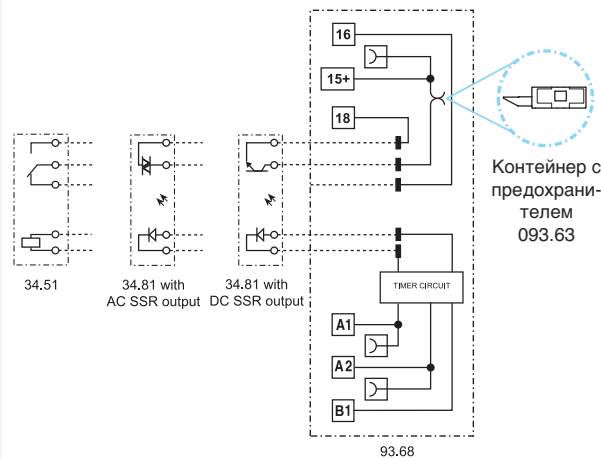 16
15+
18
Контейнер с
предохрани-
телем
093.63
34.51
34.81 with
AC SSR output
34.81 with
DC SSR output
TIMER CIRCUIT
A1
A2
B1
93.68